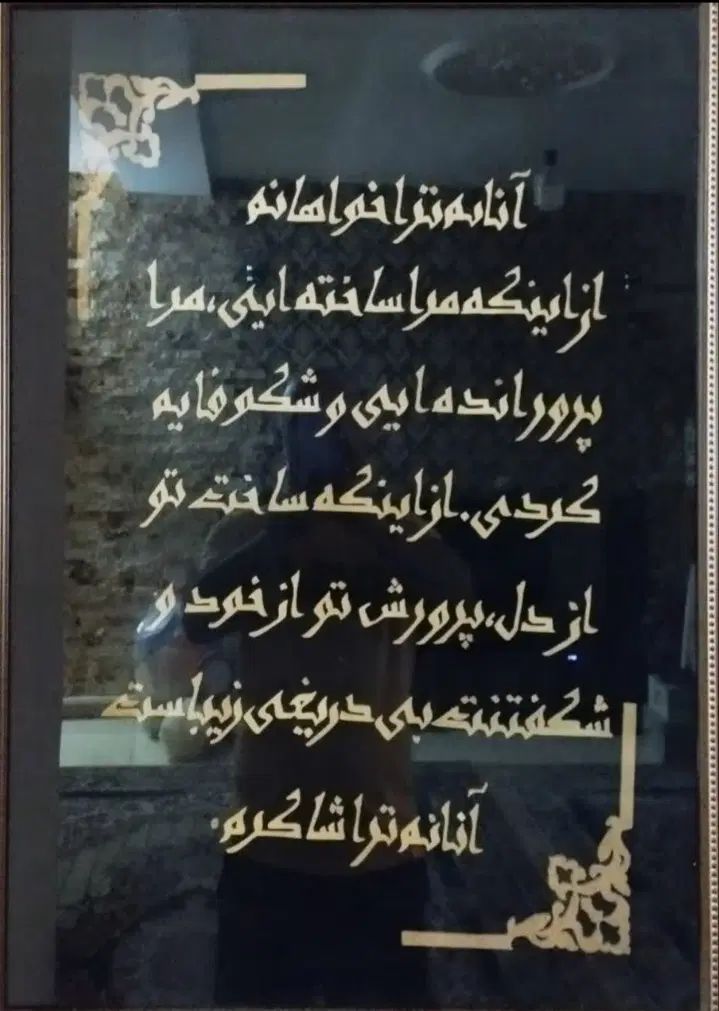 آنانم ترا خواهانم
از اینکه مرا ساخته ایی، مرا
پرورانده ایی و شکوفایم
کردی. از اینکه ساخت تو
از دل، پرورش تو از خود و
شکفتنت بی دریغی زیباست
آنانم ترا شاکرم.